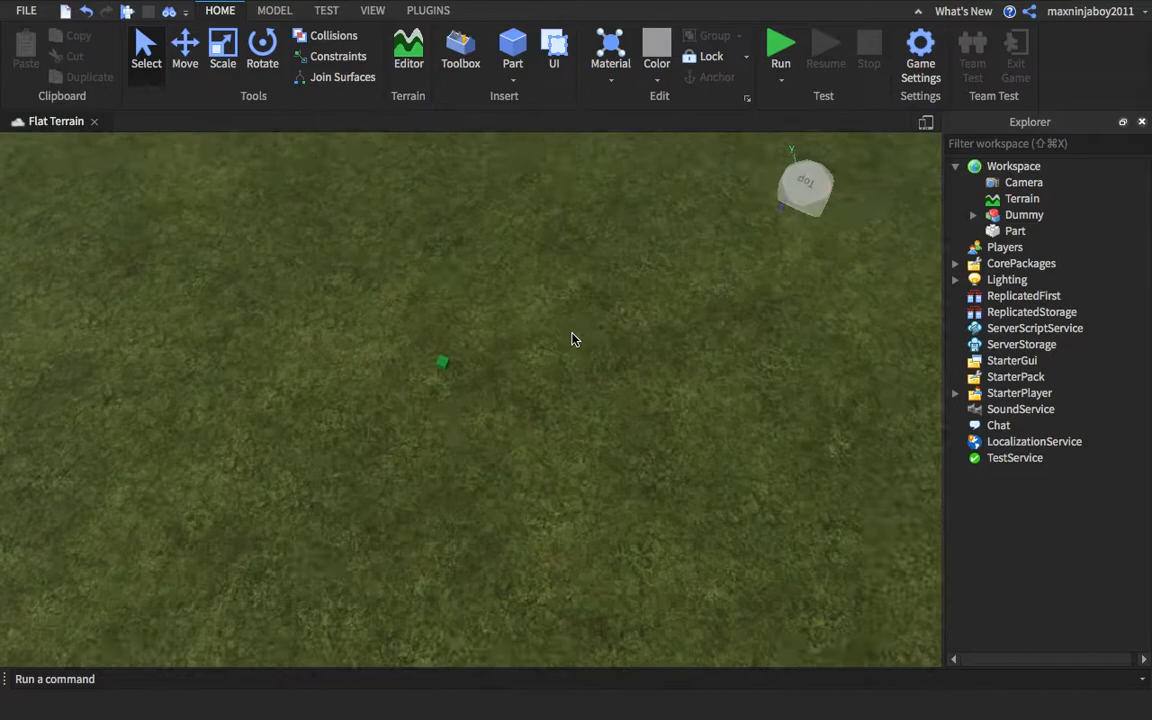 FILE HOME MODEL TEST VIEW PLUGINS What's New maxninjaboy2011
Paste Copy Cut Duplicate
Clipboard
Select Move Scale Rotate Collisions Constraints Join Surfaces
Tools
Editor
Terrain
Toolbox Part UI
Insert
Material Color Group Lock Anchor
Edit
Run Resume Stop
Test
Game Settings
Settings
Team Test Exit Game
Team Test
Flat Terrain
Top
Y
Explorer
Filter workspace (⇧⌘X)
Workspace
Camera
Terrain
Dummy
Part
Players
CorePackages
Lighting
ReplicatedFirst
ReplicatedStorage
ServerScriptService
ServerStorage
StarterGui
StarterPack
StarterPlayer
SoundService
Chat
LocalizationService
TestService
Run a command